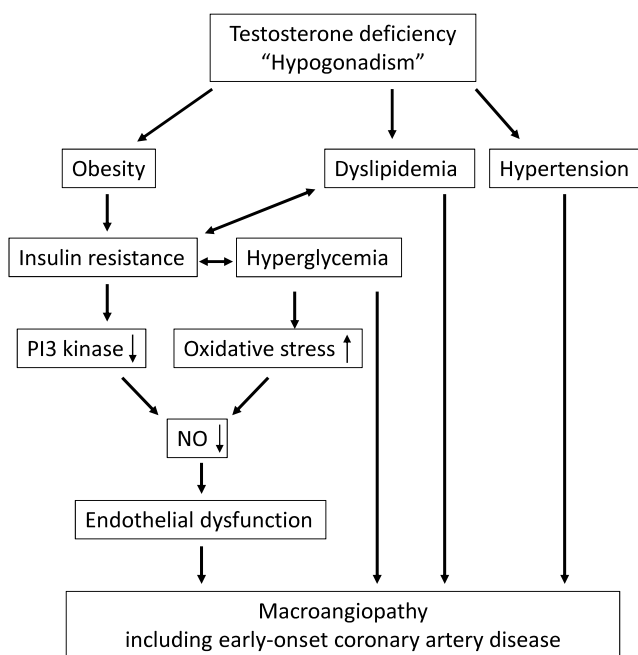 Testosterone deficiency
“Hypogonadism”
Obesity
Dyslipidemia
Hypertension
Insulin resistance
Hyperglycemia
PI3 kinase ↓
Oxidative stress ↑
NO ↓
Endothelial dysfunction
Macroangiopathy
including early-onset coronary artery disease